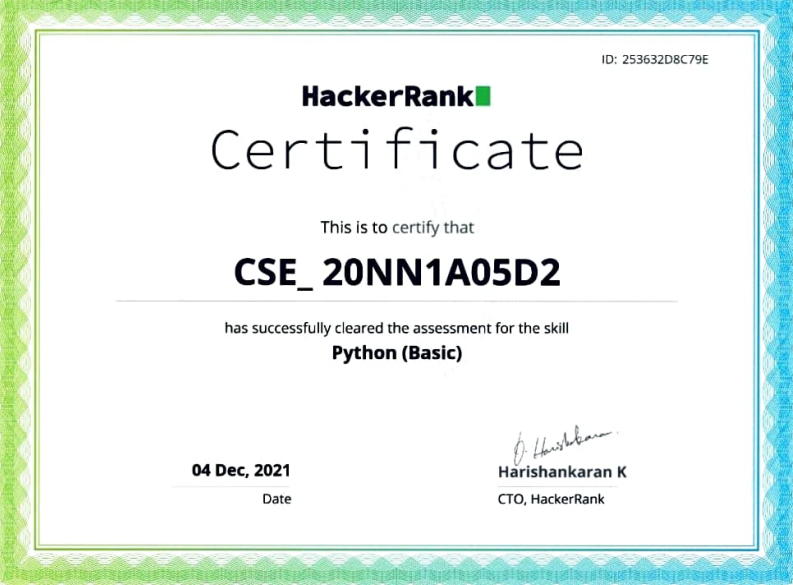 ID: 253632D8C79E
HackerRank
Certificate
This is to certify that
CSE_ 20NN1A05D2
has successfully cleared the assessment for the skill
Python (Basic)
04 Dec, 2021
Date
Harishankaran K
CTO, HackerRank